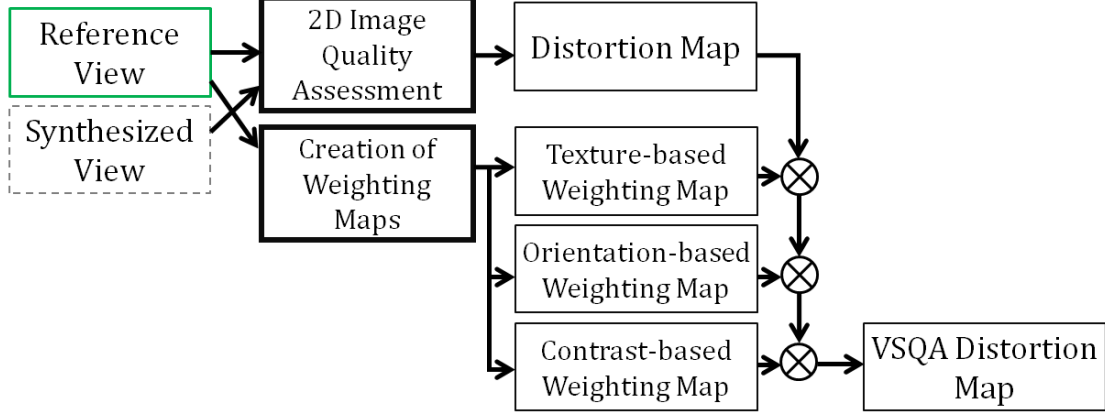 Reference
View
Synthesized
View
2D Image
Quality
Assessment
Creation of
Weighting
Maps
Distortion Map
Texture-based
Weighting Map
Orientation-based
Weighting Map
Contrast-based
Weighting Map
VSQA Distortion
Map